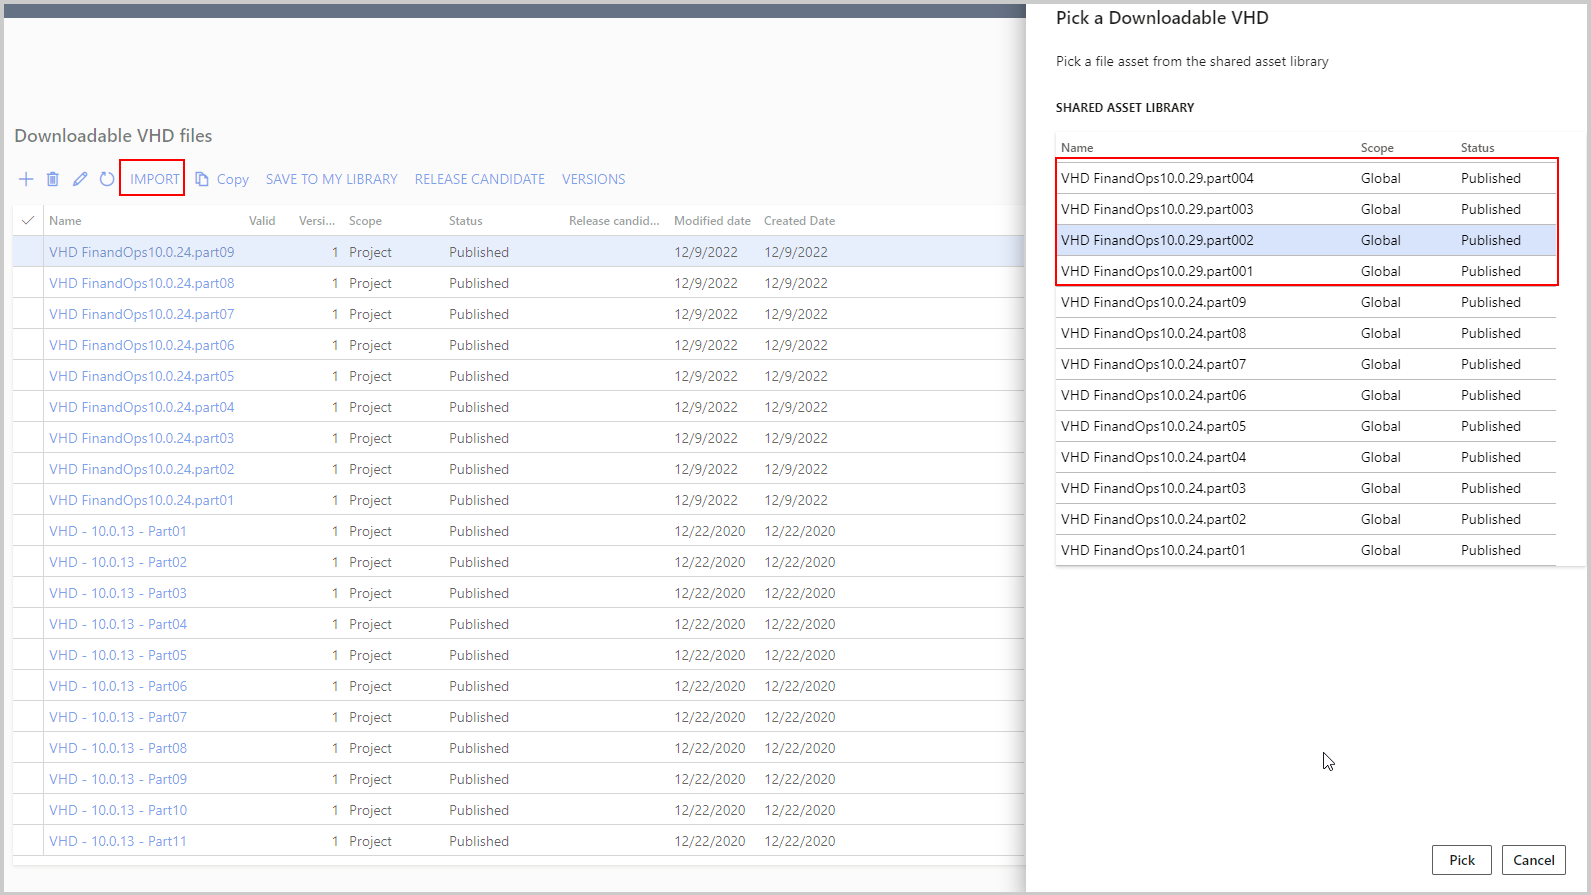 Downloadable VHD files
IMPORT Copy SAVE TO MY LIBRARY RELEASE CANDIDATE VERSIONS
Name Valid Versi... Scope Status Release candid... Modified date Created Date
VHD FinandOps10.0.24.part09 1 Project Published 12/9/2022 12/9/2022
VHD FinandOps10.0.24.part08 1 Project Published 12/9/2022 12/9/2022
VHD FinandOps10.0.24.part07 1 Project Published 12/9/2022 12/9/2022
VHD FinandOps10.0.24.part06 1 Project Published 12/9/2022 12/9/2022
VHD FinandOps10.0.24.part05 1 Project Published 12/9/2022 12/9/2022
VHD FinandOps10.0.24.part04 1 Project Published 12/9/2022 12/9/2022
VHD FinandOps10.0.24.part03 1 Project Published 12/9/2022 12/9/2022
VHD FinandOps10.0.24.part02 1 Project Published 12/9/2022 12/9/2022
VHD FinandOps10.0.24.part01 1 Project Published 12/9/2022 12/9/2022
VHD - 10.0.13 - Part01 1 Project Published 12/22/2020 12/22/2020
VHD - 10.0.13 - Part02 1 Project Published 12/22/2020 12/22/2020
VHD - 10.0.13 - Part03 1 Project Published 12/22/2020 12/22/2020
VHD - 10.0.13 - Part04 1 Project Published 12/22/2020 12/22/2020
VHD - 10.0.13 - Part05 1 Project Published 12/22/2020 12/22/2020
VHD - 10.0.13 - Part06 1 Project Published 12/22/2020 12/22/2020
VHD - 10.0.13 - Part07 1 Project Published 12/22/2020 12/22/2020
VHD - 10.0.13 - Part08 1 Project Published 12/22/2020 12/22/2020
VHD - 10.0.13 - Part09 1 Project Published 12/22/2020 12/22/2020
VHD - 10.0.13 - Part10 1 Project Published 12/22/2020 12/22/2020
VHD - 10.0.13 - Part11 1 Project Published 12/22/2020 12/22/2020
Pick a Downloadable VHD
Pick a file asset from the shared asset library
SHARED ASSET LIBRARY
Name Scope Status
VHD FinandOps10.0.29.part004 Global Published
VHD FinandOps10.0.29.part003 Global Published
VHD FinandOps10.0.29.part002 Global Published
VHD FinandOps10.0.29.part001 Global Published
VHD FinandOps10.0.24.part09 Global Published
VHD FinandOps10.0.24.part08 Global Published
VHD FinandOps10.0.24.part07 Global Published
VHD FinandOps10.0.24.part06 Global Published
VHD FinandOps10.0.24.part05 Global Published
VHD FinandOps10.0.24.part04 Global Published
VHD FinandOps10.0.24.part03 Global Published
VHD FinandOps10.0.24.part02 Global Published
VHD FinandOps10.0.24.part01 Global Published
Pick Cancel